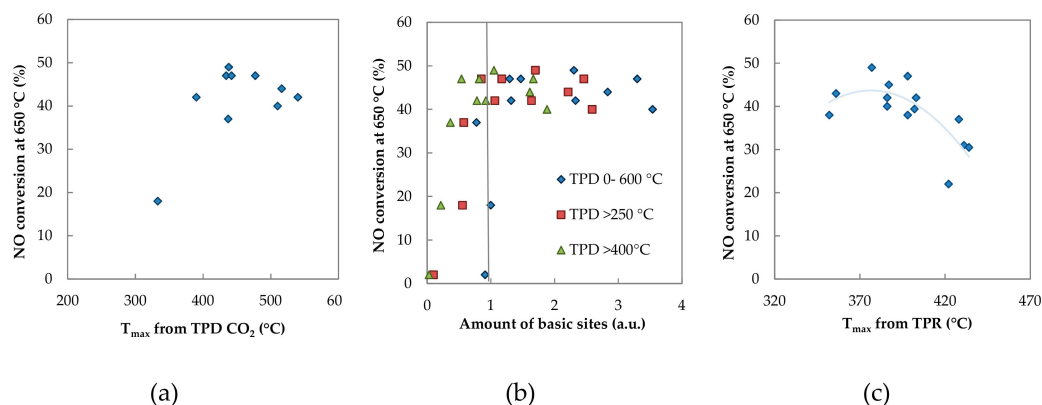 NO conversion at 650 °C (%)
60
50
40
30
20
10
0
200
300
400
500
60
T_max from TPD CO₂ (°C)
(a)
NO conversion at 650 °C (%)
60
50
40
30
20
10
0
TPD 0- 600 °C
TPD >250 °C
TPD >400°C
0
1
2
3
4
Amount of basic sites (a.u.)
(b)
NO conversion at 650 °C (%)
60
50
40
30
20
10
0
320
370
420
470
T_max from TPR (°C)
(c)